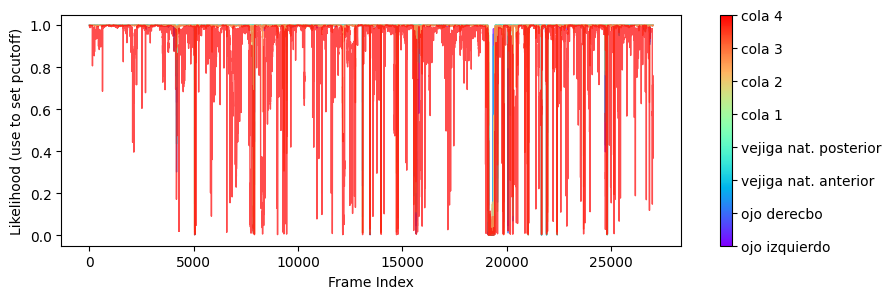 Likelihood (use to set pcutoff)
1.0
0.8
0.6
0.4
0.2
0.0
0
5000
10000
15000
20000
25000
Frame Index
cola 4
cola 3
cola 2
cola 1
vejiga nat. posterior
vejiga nat. anterior
ojo derecbo
ojo izquierdo